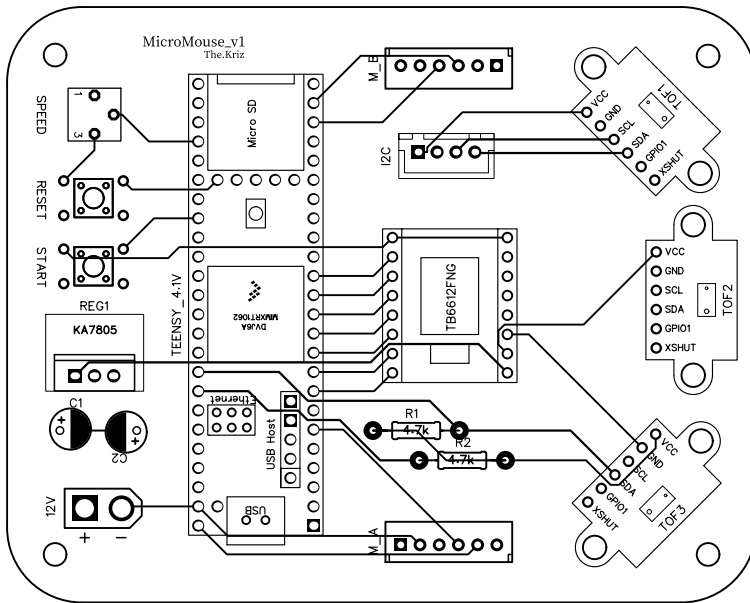 MicroMouse_v1
The.Kriz
M_B
SPEED
1
3
Micro SD
I2C
VCC
GND
SCL
SDA
GPIO1
XSHUT
TOF1
RESET
START
TEENSY_4.1V
DVJ6A
MIMXRT1062
TB6612FNG
VCC
GND
SCL
SDA
GPIO1
XSHUT
TOF2
REG1
KA7805
C1
+
C2
+
Ethernet
USB Host
R1
4.7k
R2
4.7k
VCC
GND
SCL
SDA
GPIO1
XSHUT
TOF3
12V
+ −
USB
M_A